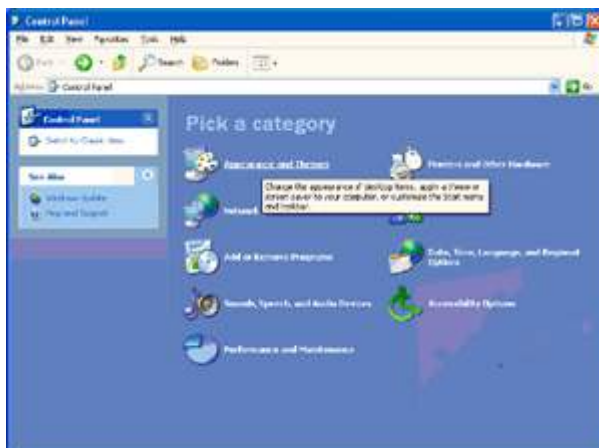 Control Panel
File Edit View Favorites Tools Help
Back Search Folders
Address Control Panel Go
Control Panel
Switch to Classic View
See Also
Windows Update
Help and Support
Pick a category
Appearance and Themes
Printers and Other Hardware
Change the appearance of desktop items, apply a theme or
screen saver to your computer, or customize the Start menu
and taskbar.
Network
Add or Remove Programs
Date, Time, Language, and Regional
Options
Sounds, Speech, and Audio Devices
Accessibility Options
Performance and Maintenance